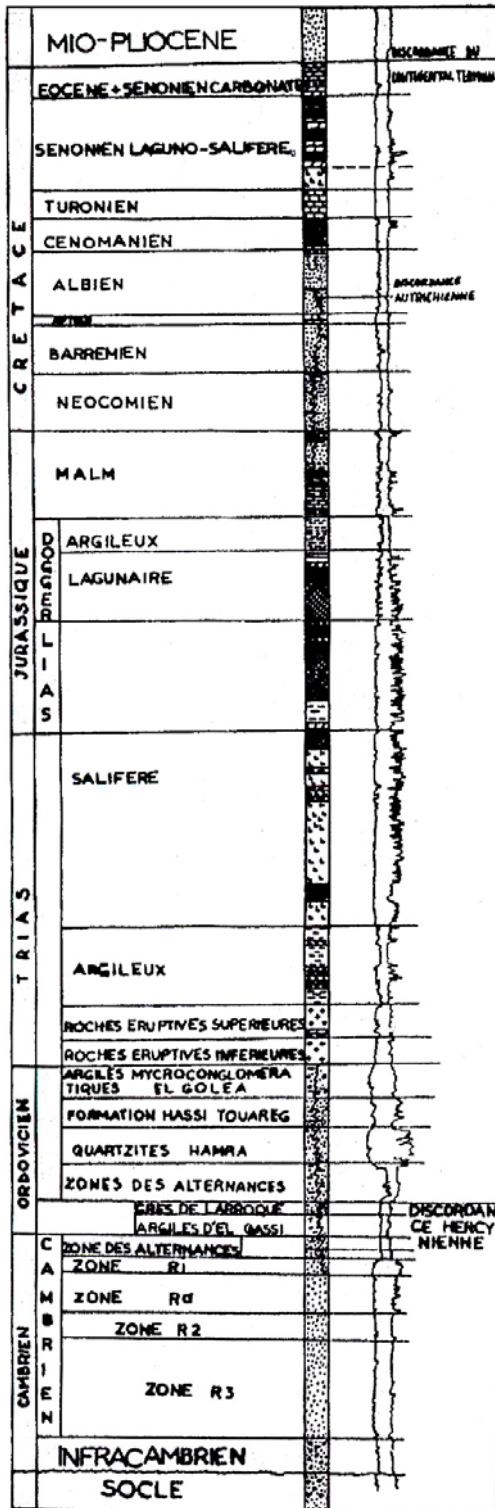 MIO-PLIOCENE
DISCORDANCE DU
CONTINENTAL TERMINAL
EOCENE + SENONIEN CARBONATE
SENONIEN LAGUNO-SALIFERE.
TURONIEN
CENOMANIEN
ALBIEN
DISCORDANCE
AUTRICHIENNE
BARREMIEN
NEOCOMIEN
CRETACE
MALM
DOGGER
ARGILEUX
LAGUNAIRE
LIAS
JURASSIQUE
SALIFERE
ARGILEUX
ROCHES ERUPTIVES SUPERIEURES
ROCHES ERUPTIVES INFERIEURES
TRIAS
ARGILES MYCROCONGLOMERA
TIQUES EL GOLEA
FORMATION HASSI TOUAREG
QUARTZITES HAMRA
ZONES DES ALTERNANCES
GRES DE LARROQUE
ARGILES D'EL GASSI
ORDOVICIEN
DISCORDAN
CE HERCY
NIENNE
ZONE DES ALTERNANCES
ZONE R1
ZONE Rd
ZONE R2
ZONE R3
CAMBRIEN
CAMBRIEN
INFRACAMBRIEN
SOCLE